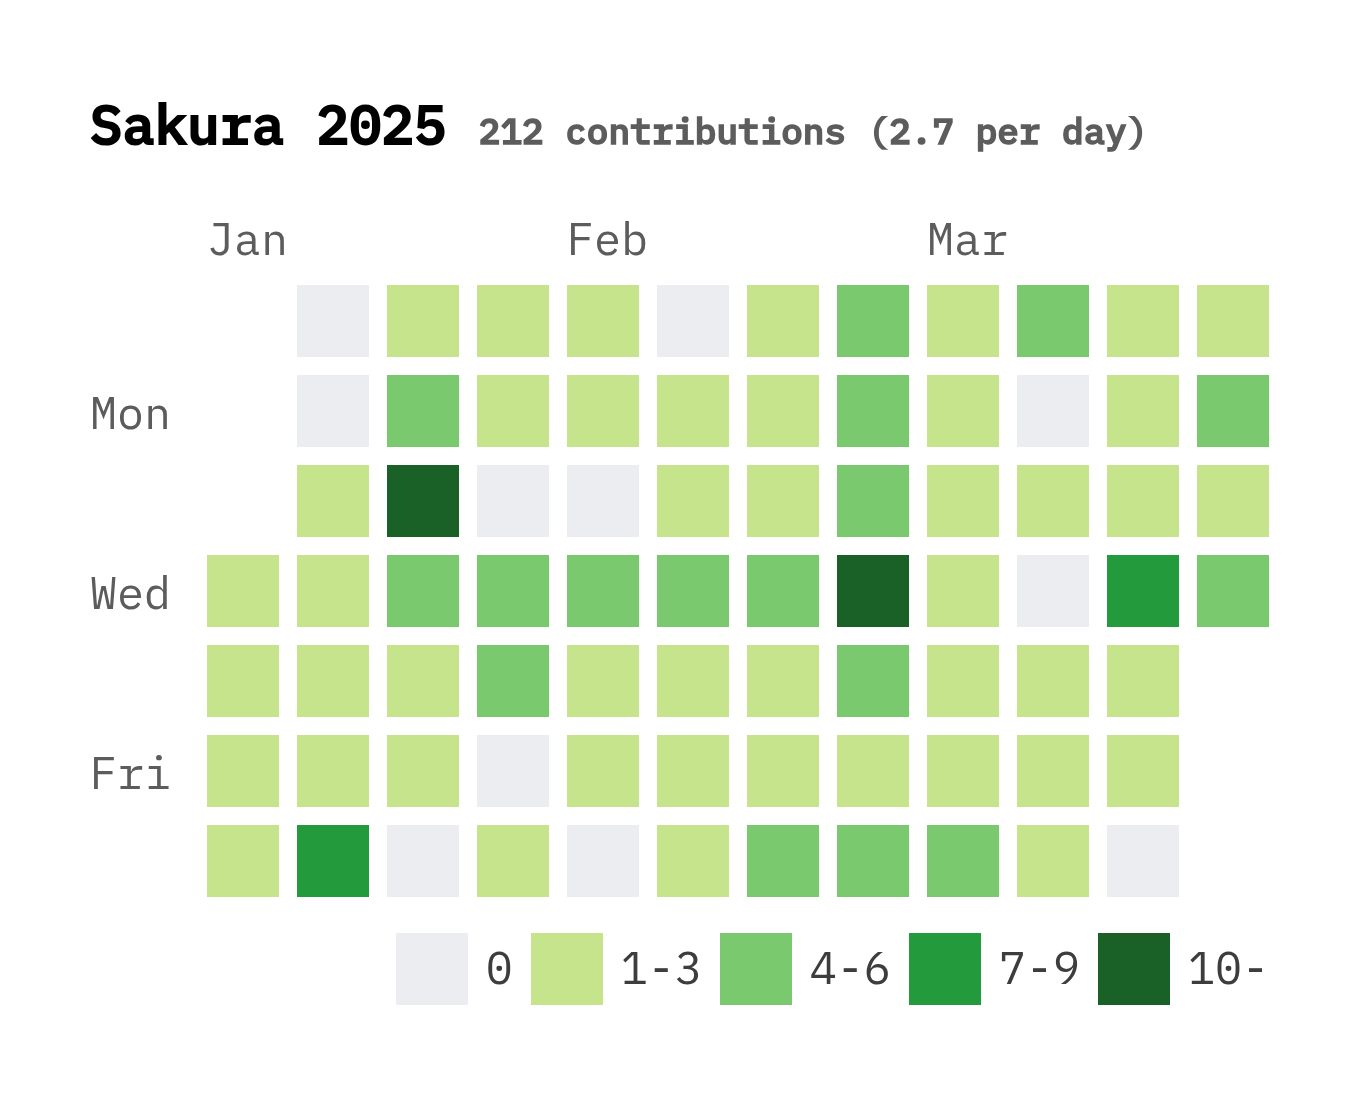 Sakura 2025 212 contributions (2.7 per day)
Jan Feb Mar
Mon
Wed
Fri
0 1-3 4-6 7-9 10-